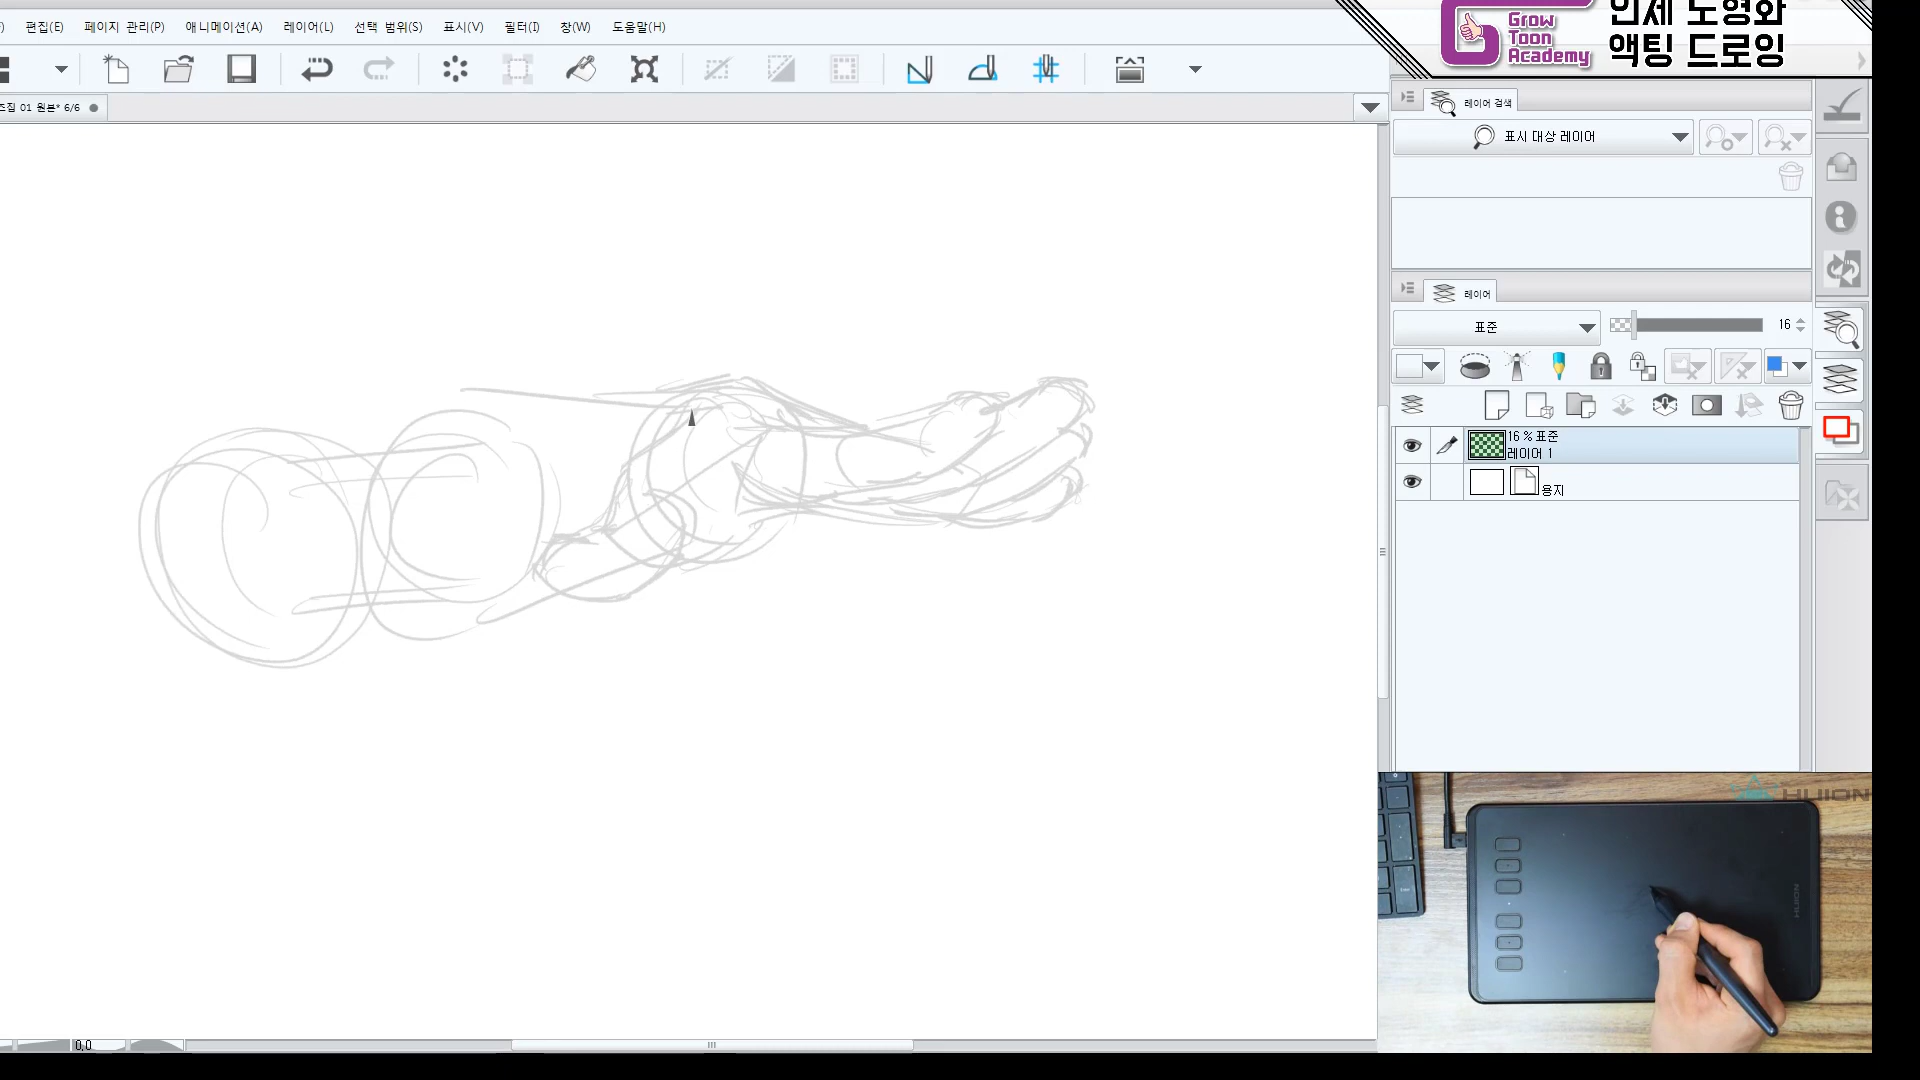 편집(E) 페이지 관리(P) 애니메이션(A) 레이어(L) 선택 범위(S) 표시(V) 필터(I) 창(W) 도움말(H)
Grow
Toon
Academy
인체 도형화
액팅 드로잉
01 원본* 6/6
레이어 검색
표시 대상 레이어
레이어
표준
16
16 % 표준
레이어 1
용지
HUION
HUION
0,0